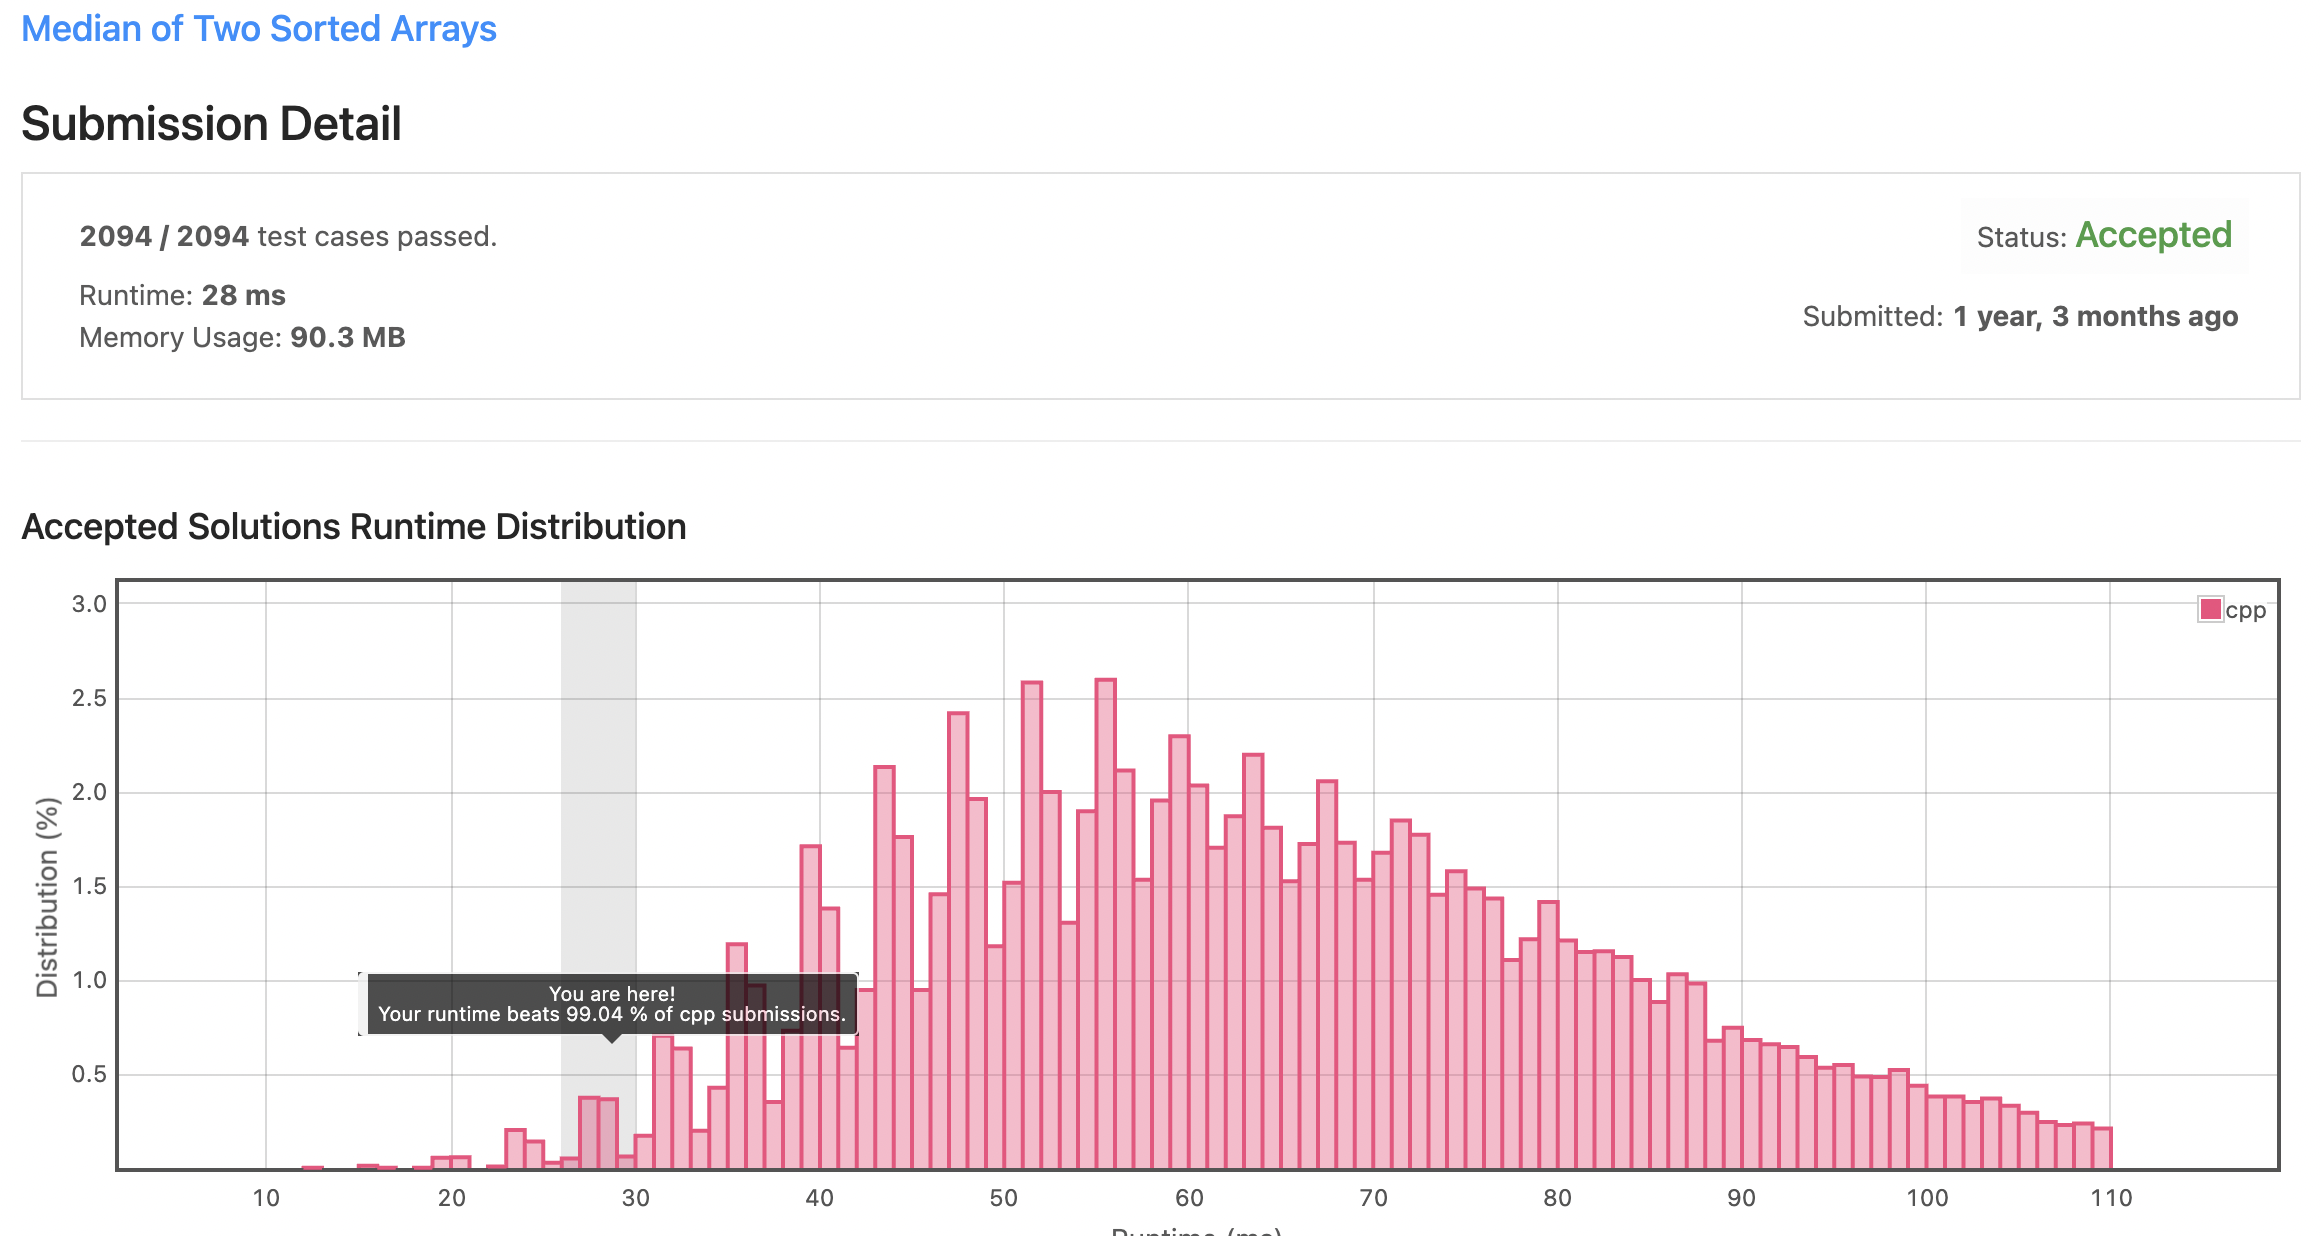 Median of Two Sorted Arrays
Submission Detail
2094 / 2094 test cases passed.
Status: Accepted
Runtime: 28 ms
Submitted: 1 year, 3 months ago
Memory Usage: 90.3 MB
Accepted Solutions Runtime Distribution
cpp
3.0
2.5
2.0
1.5
1.0
0.5
Distribution (%)
You are here!
Your runtime beats 99.04 % of cpp submissions.
10 20 30 40 50 60 70 80 90 100 110
Runtime (ms)